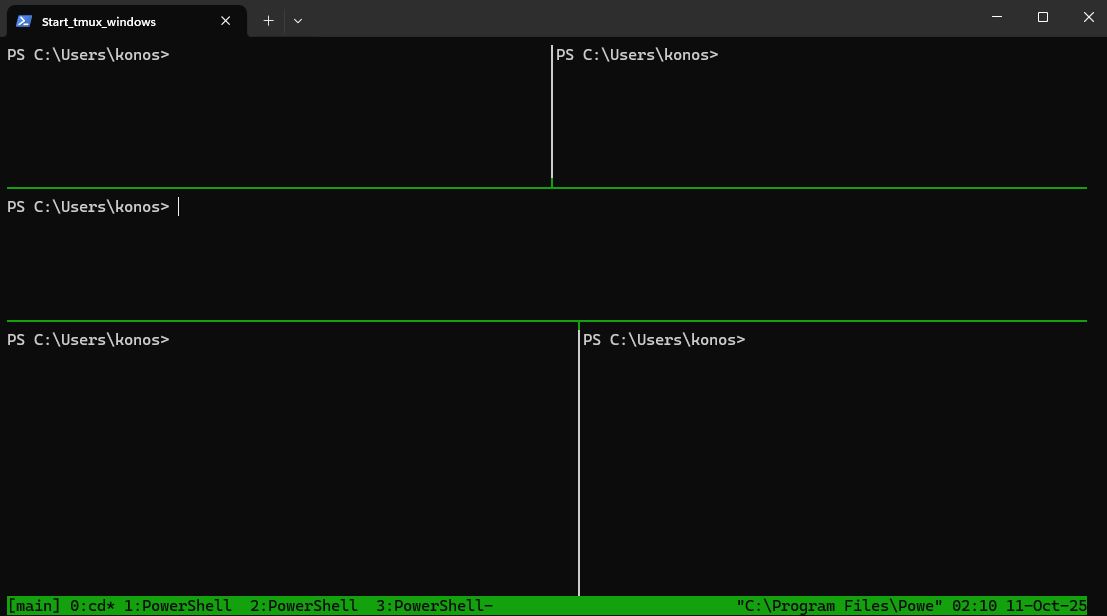 Start_tmux_windows
PS C:\Users\konos>
PS C:\Users\konos>
PS C:\Users\konos>
PS C:\Users\konos>
PS C:\Users\konos>
[main] 0:cd* 1:PowerShell  2:PowerShell  3:PowerShell- "C:\Program Files\Powe" 02:10 11-Oct-25